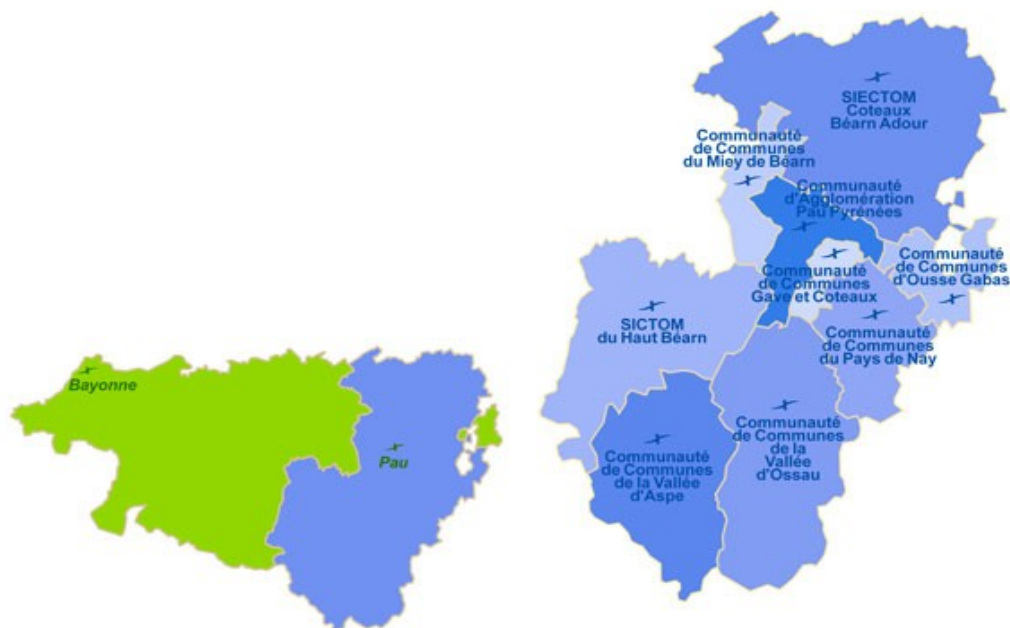 Bayonne
Pau
SIECTOM
Coteaux
Béarn Adour
Communauté
de Communes
du Miey de Béarn
Communauté
d'Agglomération
Pau Pyrénées
Communauté
de Communes
d'Ousse Gabas
Communauté
de Communes
Gave et Coteaux
SICTOM
du Haut Béarn
Communauté
de Communes
du Pays de Nay
Communauté
de Communes
de la
Vallée
d'Ossau
Communauté
de Communes
de la Vallée
d'Aspe